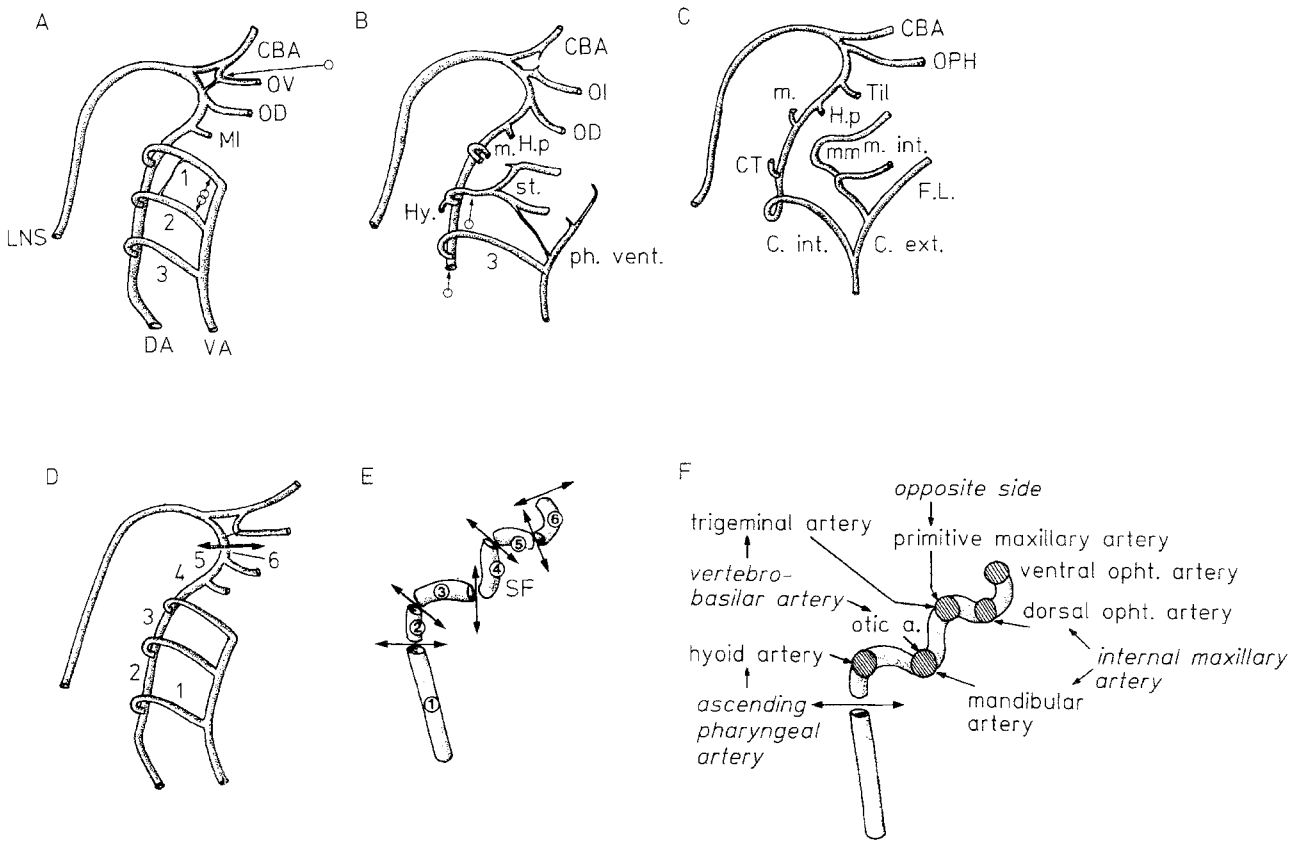 A
CBA
OV
OD
MI
1
2
3
LNS
DA
VA
B
CBA
OI
OD
H.p
m.
st.
Hy.
3
ph. vent.
C
CBA
OPH
Til
H.p
m.
CT
mm
m. int.
F.L.
C. int.
C. ext.
D
5
6
4
3
2
1
E
6
5
4
SF
3
2
1
F
opposite side
trigeminal artery
primitive maxillary artery
ventral opht. artery
vertebro-
basilar artery
dorsal opht. artery
otic a.
hyoid artery
internal maxillary
artery
mandibular
artery
ascending
pharyngeal
artery